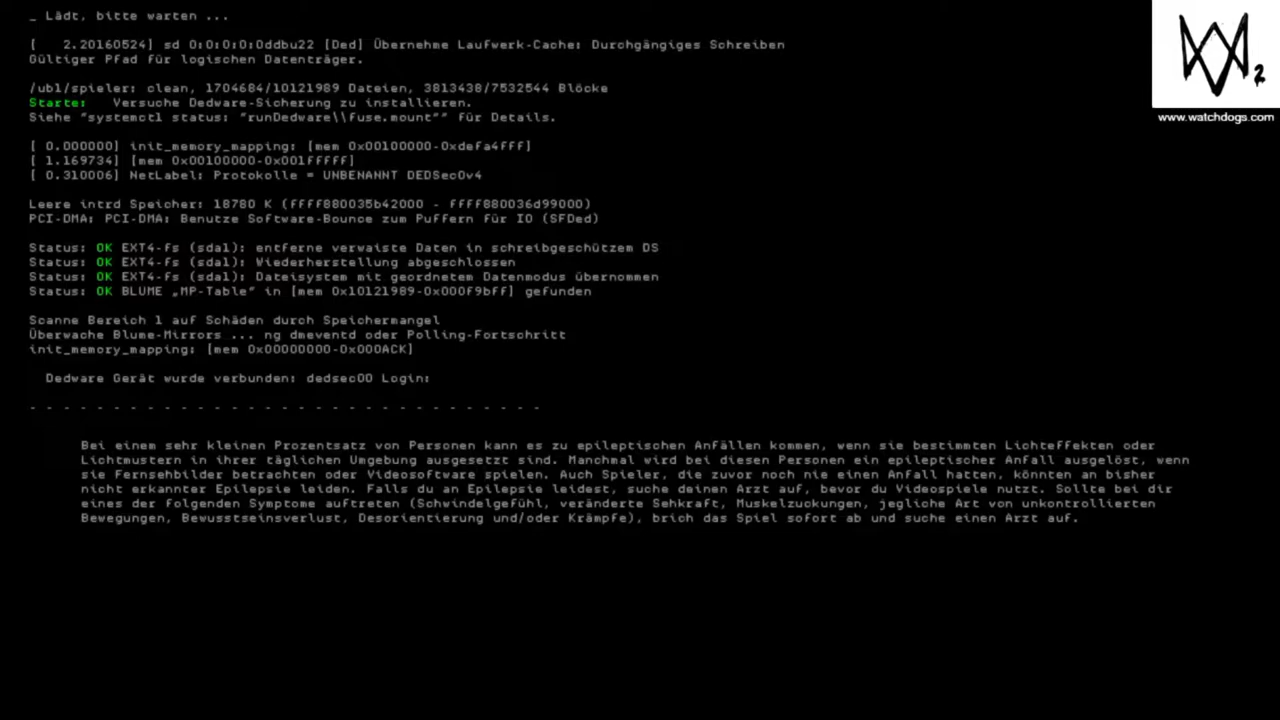 _ Lädt, bitte warten ...
[   2.20160524] sd 0:0:0:0:0ddbu22 [Ded] Übernehme Laufwerk-Cache: Durchgängiges Schreiben
Gültiger Pfad für logischen Datenträger.
/ubl/spieler: clean, 1704684/10121989 Dateien, 3813438/7532544 Blöcke
Starte:   Versuche Dedware-Sicherung zu installieren.
Siehe "systemctl status: "runDedware\\fuse.mount"" für Details.
[ 0.000000] init_memory_mapping: [mem 0x00100000-0xdefa4fff]
[ 1.169734] [mem 0x00100000-0x001fffff]
[ 0.310006] NetLabel: Protokolle = UNBENANNT DEDSecOv4
Leere intrd Speicher: 18780 K (ffff880035b42000 - ffff880036d99000)
PCI-DMA: PCI-DMA: Benutze Software-Bounce zum Puffern für IO (SFDed)
Status: OK EXT4-fs (sdal): entferne verwaiste Daten in schreibgeschützem DS
Status: OK EXT4-fs (sdal): Wiederherstellung abgeschlossen
Status: OK EXT4-fs (sdal): Dateisystem mit geordnetem Datenmodus übernommen
Status: OK BLUME „MP-Table" in [mem 0x10121989-0x000f9bff] gefunden
Scanne Bereich 1 auf Schäden durch Speichermangel
Überwache Blume-Mirrors ... ng dmeventd oder Polling-Fortschritt
init_memory_mapping: [mem 0x00000000-0x000ACK]
Dedware Gerät wurde verbunden: dedsec00 Login:
- - - - - - - - - - - - - - - - - - - - - - - - - - - - - - -
Bei einem sehr kleinen Prozentsatz von Personen kann es zu epileptischen Anfällen kommen, wenn sie bestimmten Lichteffekten oder
Lichtmustern in ihrer täglichen Umgebung ausgesetzt sind. Manchmal wird bei diesen Personen ein epileptischer Anfall ausgelöst, wenn
sie Fernsehbilder betrachten oder Videosoftware spielen. Auch Spieler, die zuvor noch nie einen Anfall hatten, könnten an bisher
nicht erkannter Epilepsie leiden. Falls du an Epilepsie leidest, suche deinen Arzt auf, bevor du Videospiele nutzt. Sollte bei dir
eines der folgenden Symptome auftreten (Schwindelgefühl, veränderte Sehkraft, Muskelzuckungen, jegliche Art von unkontrollierten
Bewegungen, Bewusstseinsverlust, Desorientierung und/oder Krämpfe), brich das Spiel sofort ab und suche einen Arzt auf.
2
www.watchdogs.com